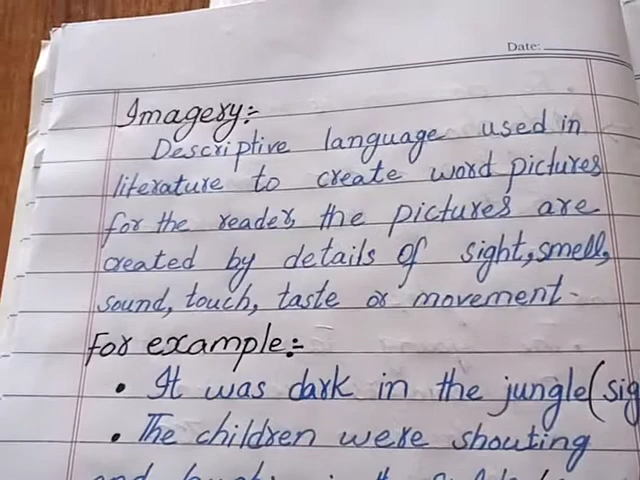 Date:
Imagery:-
Descriptive language used in
literature to create word pictures
for the reader, the pictures are
created by details of sight, smell,
sound, touch, taste or movement.
For example:-
• It was dark in the jungle (sig
• The children were shouting
and